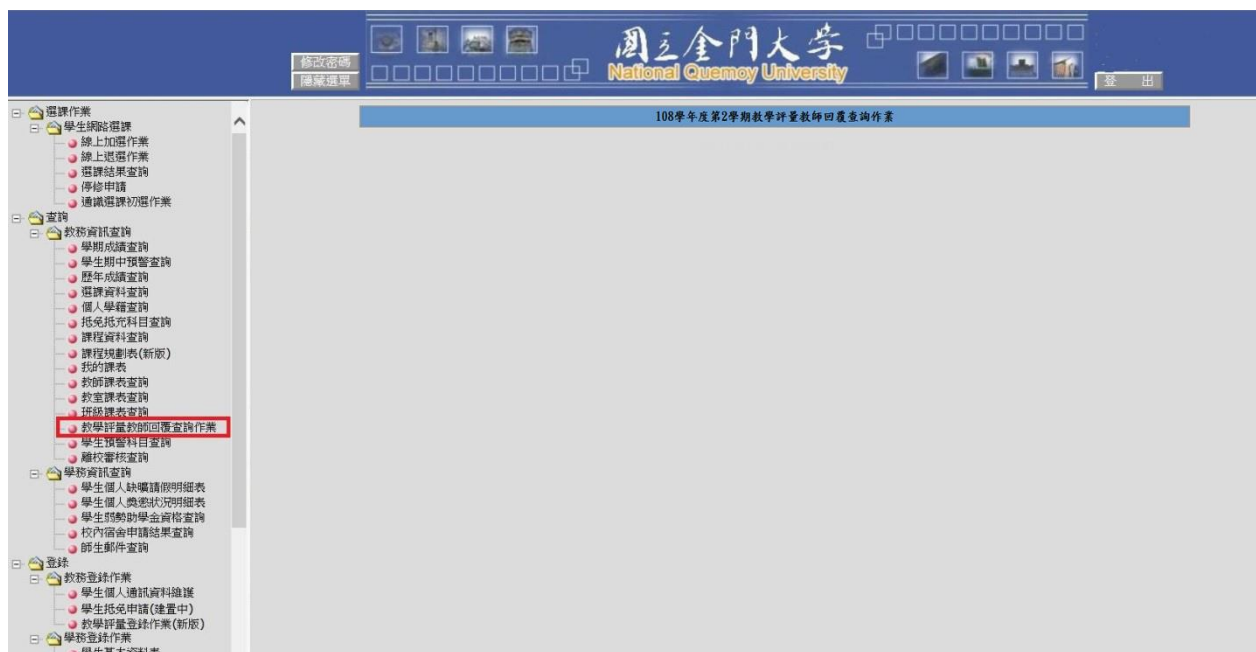 修改密碼
隱藏選單
國立金門大学
National Quemoy University
登 出
108學年度第2學期教學評量教師回覆查詢作業
選課作業
學生網路選課
線上加選作業
線上退選作業
選課結果查詢
停修申請
通識選課初選作業
查詢
教務資訊查詢
學期成績查詢
學生期中預警查詢
歷年成績查詢
選課資料查詢
個人學籍查詢
抵免抵充科目查詢
課程資料查詢
課程規劃表(新版)
我的課表
教師課表查詢
教室課表查詢
班級課表查詢
教學評量教師回覆查詢作業
學生預警科目查詢
離校審核查詢
學務資訊查詢
學生個人缺曠請假明細表
學生個人獎懲狀況明細表
學生弱勢助學金資格查詢
校內宿舍申請結果查詢
師生郵件查詢
登錄
教務登錄作業
學生個人通訊資料維護
學生抵免申請(建置中)
教學評量登錄作業(新版)
學務登錄作業
學生基本資料表